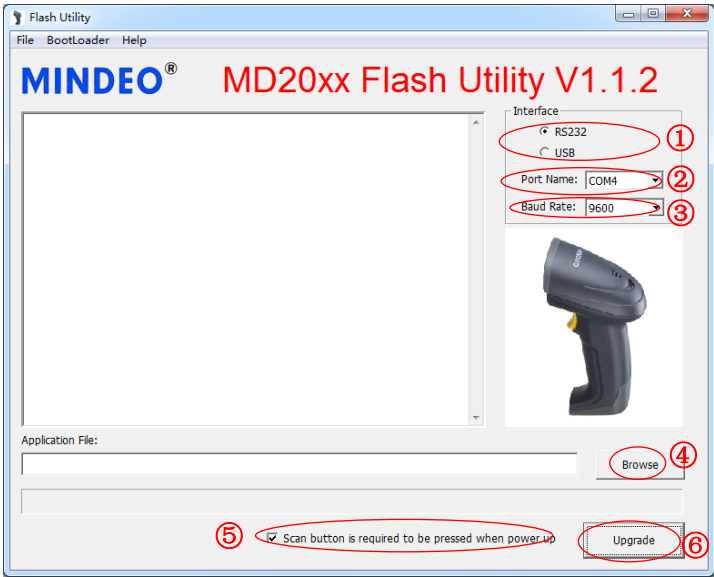 Flash Utility
File BootLoader Help
MINDEO® MD20xx Flash Utility V1.1.2
Interface
RS232
①
USB
Port Name: COM4 ②
Baud Rate: 9600 ③
Application File:
Browse ④
⑤ Scan button is required to be pressed when power up Upgrade ⑥